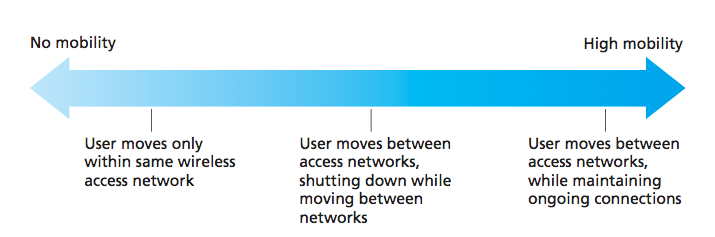 No mobility
High mobility
User moves only
within same wireless
access network
User moves between
access networks,
shutting down while
moving between
networks
User moves between
access networks,
while maintaining
ongoing connections